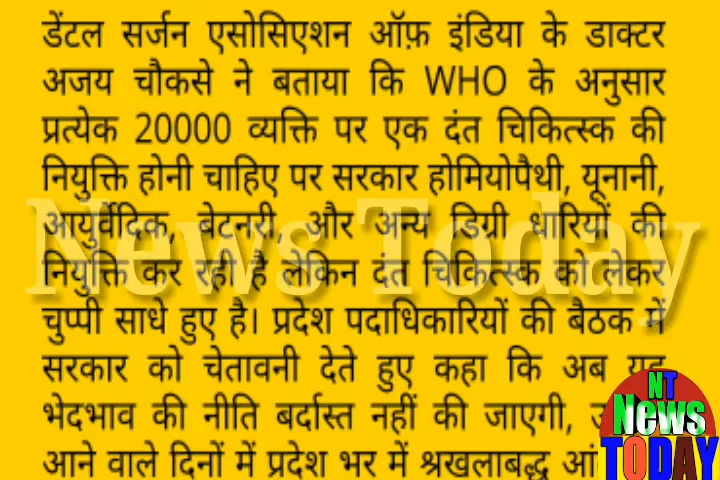 डेंटल सर्जन एसोसिएशन ऑफ़ इंडिया के डाक्टर
अजय चौकसे ने बताया कि WHO के अनुसार
प्रत्येक 20000 व्यक्ति पर एक दंत चिकित्स्क की
नियुक्ति होनी चाहिए पर सरकार होमियोपैथी, यूनानी,
आयुर्वेदिक, बेटनरी, और अन्य डिग्री धारियों की
नियुक्ति कर रही है लेकिन दंत चिकित्स्क को लेकर
चुप्पी साधे हुए है। प्रदेश पदाधिकारियों की बैठक में
सरकार को चेतावनी देते हुए कहा कि अब यह
भेदभाव की नीति बर्दास्त नहीं की जाएगी,
आने वाले दिनों में प्रदेश भर में श्रखलाबद्ध
News Today
NT
News
TODAY